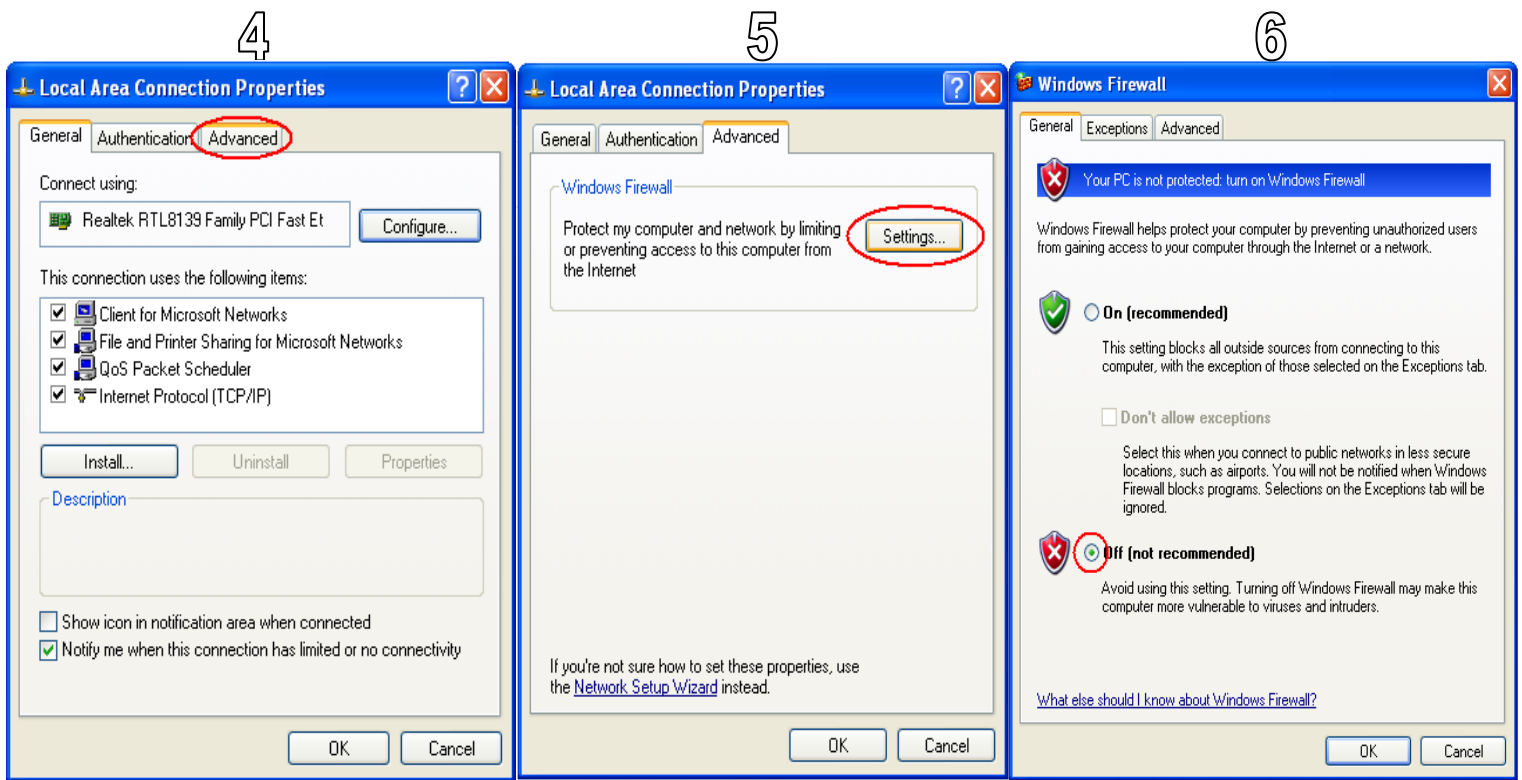 4
Local Area Connection Properties
General Authentication Advanced
Connect using:
Realtek RTL8139 Family PCI Fast Et
Configure...
This connection uses the following items:
Client for Microsoft Networks
File and Printer Sharing for Microsoft Networks
QoS Packet Scheduler
Internet Protocol (TCP/IP)
Install... Uninstall Properties
Description
Show icon in notification area when connected
Notify me when this connection has limited or no connectivity
OK Cancel
5
Local Area Connection Properties
General Authentication Advanced
Windows Firewall
Protect my computer and network by limiting
or preventing access to this computer from
the Internet
Settings...
If you're not sure how to set these properties, use
the Network Setup Wizard instead.
OK Cancel
6
Windows Firewall
General Exceptions Advanced
Your PC is not protected: turn on Windows Firewall
Windows Firewall helps protect your computer by preventing unauthorized users
from gaining access to your computer through the Internet or a network.
On (recommended)
This setting blocks all outside sources from connecting to this
computer, with the exception of those selected on the Exceptions tab.
Don't allow exceptions
Select this when you connect to public networks in less secure
locations, such as airports. You will not be notified when Windows
Firewall blocks programs. Selections on the Exceptions tab will be
ignored.
Off (not recommended)
Avoid using this setting. Turning off Windows Firewall may make this
computer more vulnerable to viruses and intruders.
What else should I know about Windows Firewall?
OK Cancel